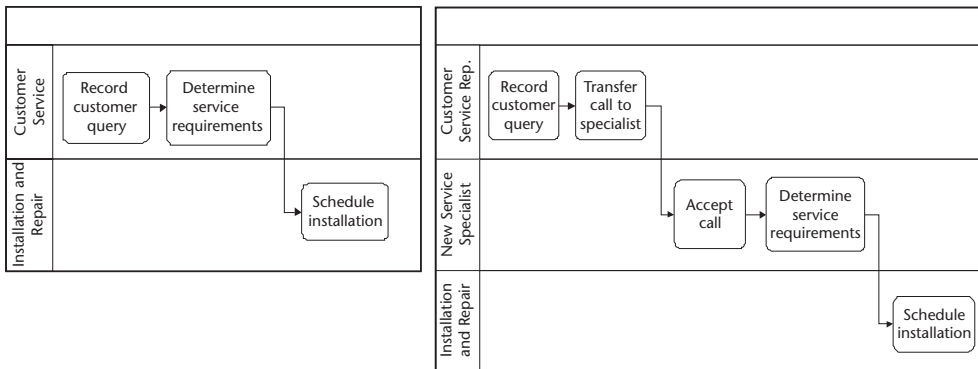 Customer
Service
Record
customer
query
Determine
service
requirements
Installation and
Repair
Schedule
installation
Customer
Service Rep.
Record
customer
query
Transfer
call to
specialist
New Service
Specialist
Accept
call
Determine
service
requirements
Installation
and Repair
Schedule
installation